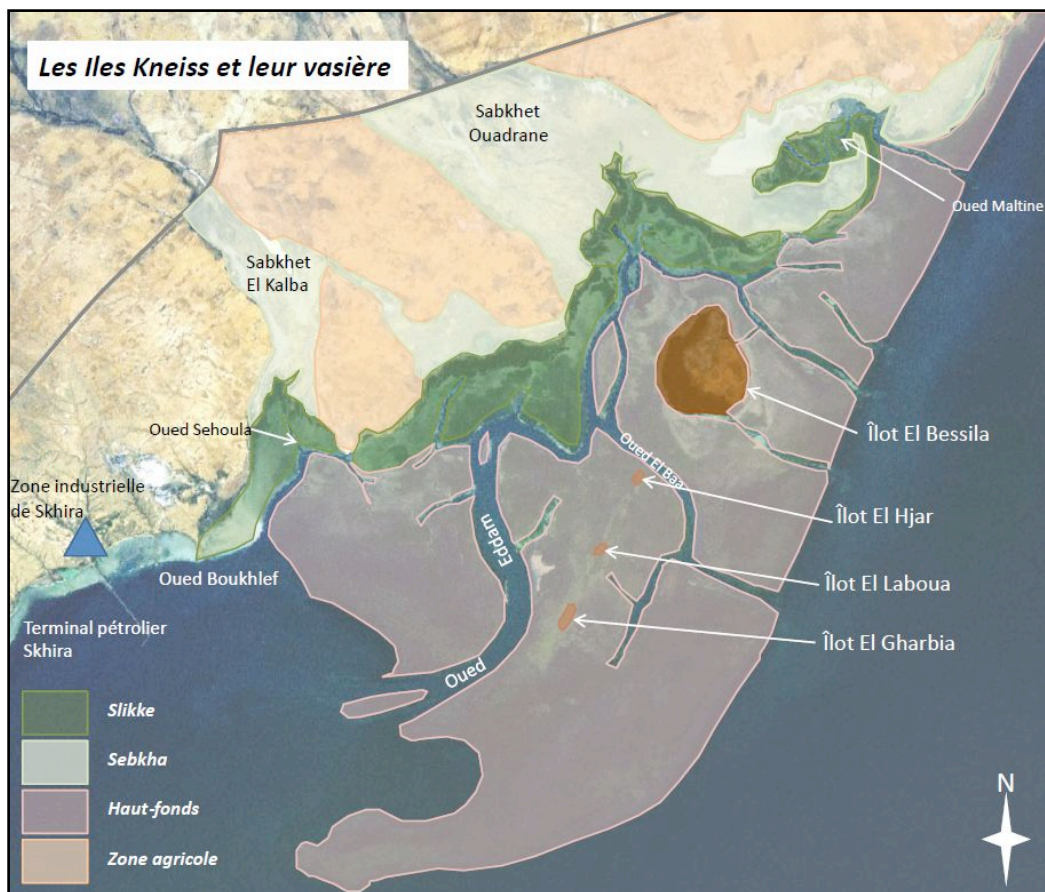 Les Iles Kneiss et leur vasière
Sabkhet
Ouadrane
Oued Maltine
Sabkhet
El Kalba
Oued Sehoula
Îlot El Bessila
Oued El Baa
Zone industrielle
de Skhira
Îlot El Hjar
Eddam
Oued Boukhlef
Îlot El Laboua
Terminal pétrolier
Skhira
Îlot El Gharbia
Oued
Slikke
Sebkha
Haut-fonds
Zone agricole
N